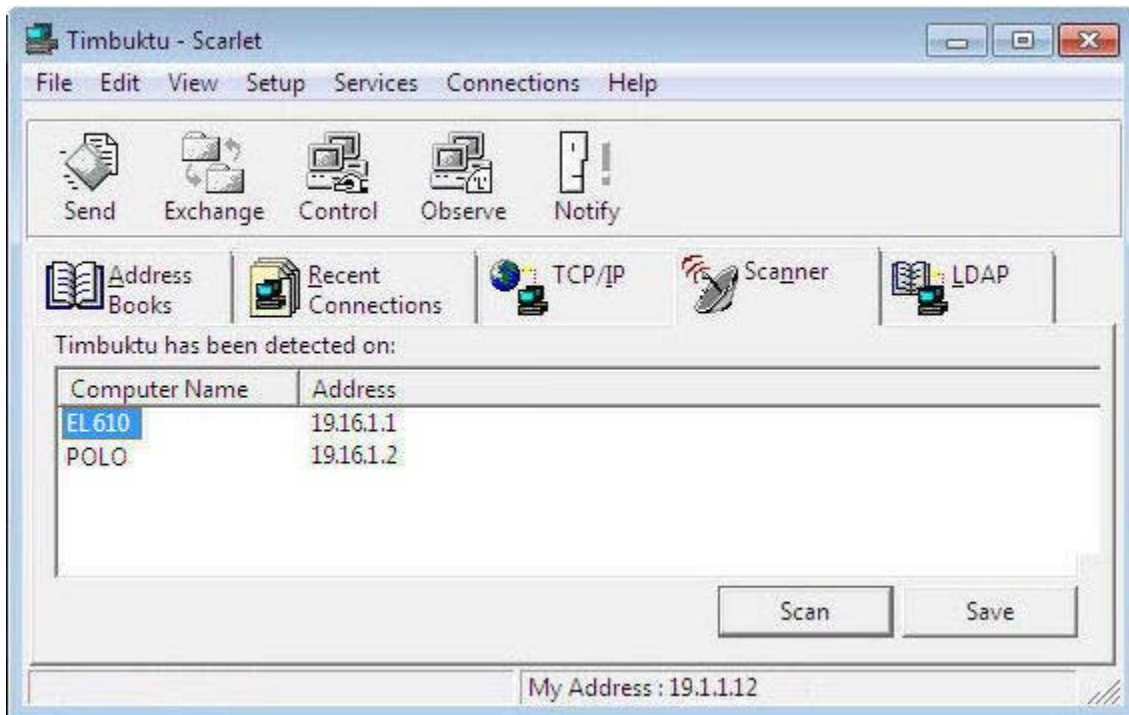 Timbuktu - Scarlet
File Edit View Setup Services Connections Help
Send Exchange Control Observe Notify
Address Books
Recent Connections
TCP/IP
Scanner
LDAP
Timbuktu has been detected on:
Computer Name Address
EL 610 19.16.1.1
POLO 19.16.1.2
Scan Save
My Address : 19.1.1.12